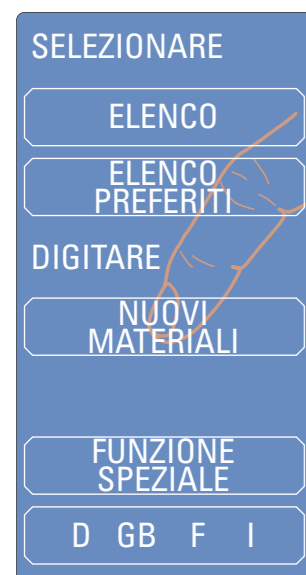 SELEZIONARE
ELENCO
ELENCO
PREFERITI
DIGITARE
NUOVI
MATERIALI
FUNZIONE
SPEZIALE
D GB F I